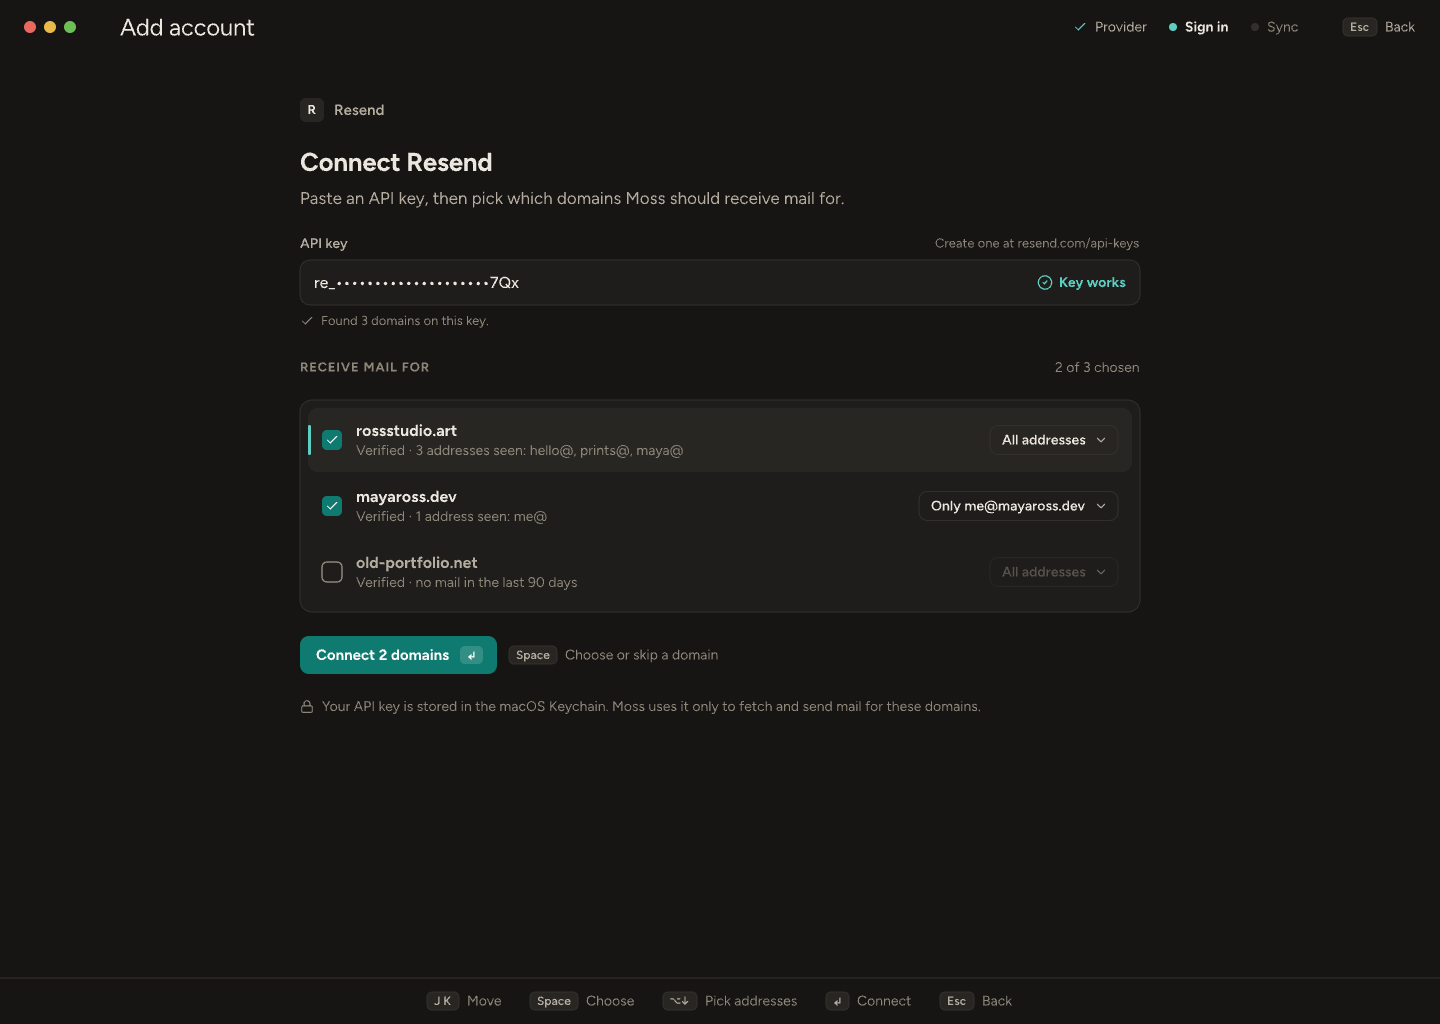 Add account
Provider
Sign in
Sync
Esc Back
R Resend
Connect Resend
Paste an API key, then pick which domains Moss should receive mail for.
API key
Create one at resend.com/api-keys
re_••••••••••••••••••••7Qx
Key works
Found 3 domains on this key.
RECEIVE MAIL FOR
2 of 3 chosen
rossstudio.art
Verified · 3 addresses seen: hello@, prints@, maya@
All addresses
mayaross.dev
Verified · 1 address seen: me@
Only me@mayaross.dev
old-portfolio.net
Verified · no mail in the last 90 days
All addresses
Connect 2 domains ↵
Space Choose or skip a domain
Your API key is stored in the macOS Keychain. Moss uses it only to fetch and send mail for these domains.
J K Move Space Choose ⌥↓ Pick addresses ↵ Connect Esc Back